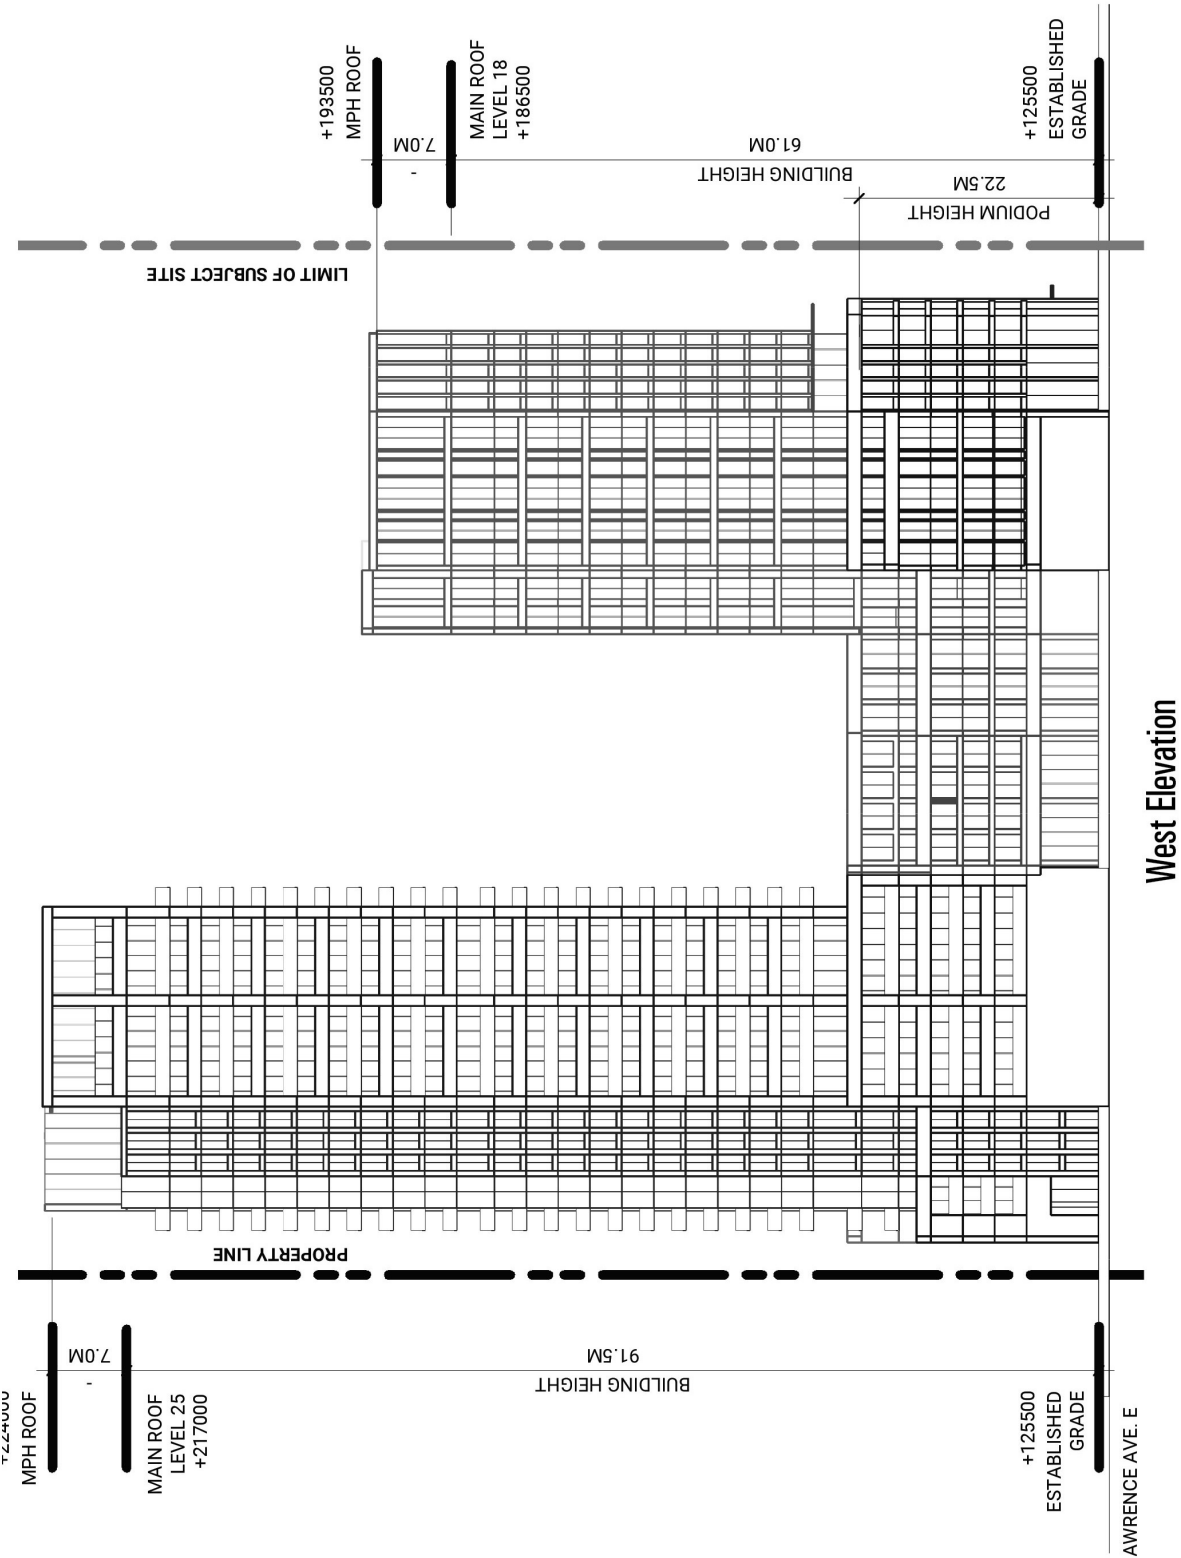 +193500
MPH ROOF
MAIN ROOF
LEVEL 18
+186500
+125500
ESTABLISHED
GRADE
7.0M
-
61.0M
BUILDING HEIGHT
22.5M
PODIUM HEIGHT
LIMIT OF SUBJECT SITE
West Elevation
PROPERTY LINE
7.0M
-
91.5M
BUILDING HEIGHT
MPH ROOF
MAIN ROOF
LEVEL 25
+217000
+125500
ESTABLISHED
GRADE
AWRENCE AVE. E